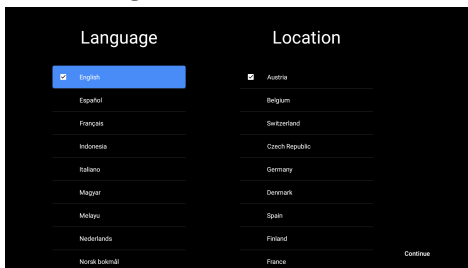 Language
English
Español
Français
Indonesia
Italiano
Magyar
Melayu
Nederlands
Norsk bokmål
Location
Austria
Belgium
Switzerland
Czech Republic
Germany
Denmark
Spain
Finland
France
Continue